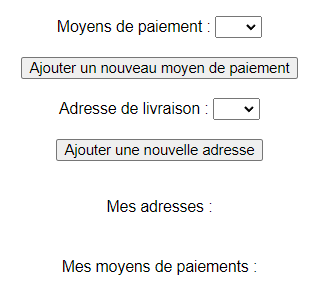 Moyens de paiement :
Ajouter un nouveau moyen de paiement
Adresse de livraison :
Ajouter une nouvelle adresse
Mes adresses :
Mes moyens de paiements :